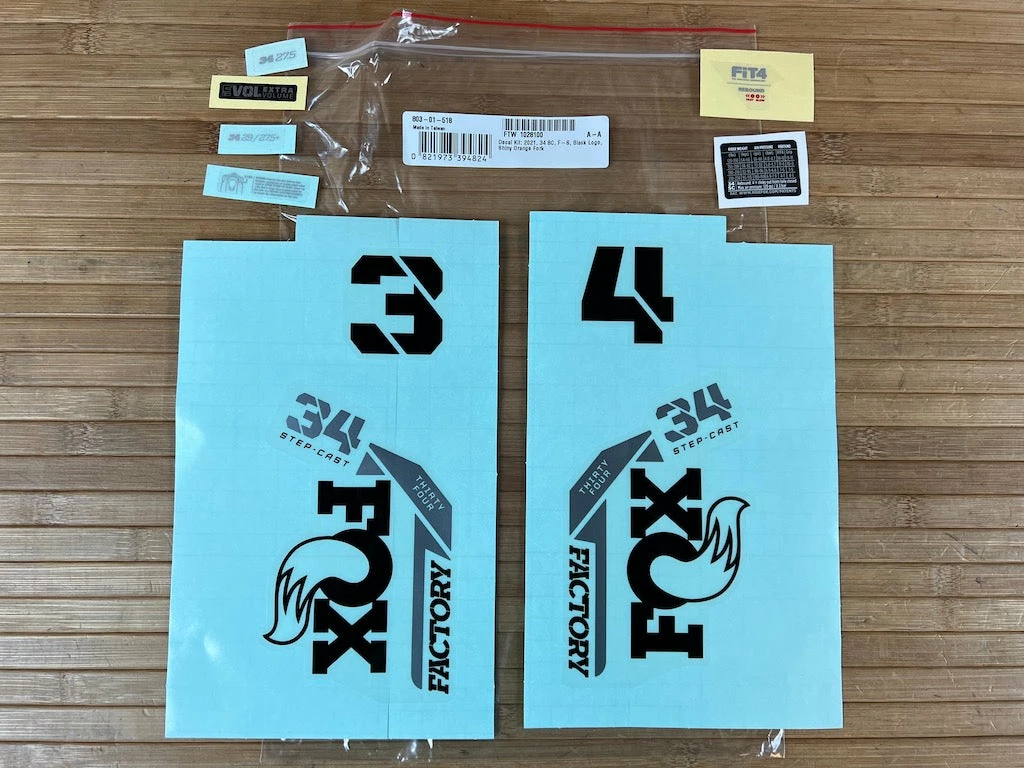 34 27.5
VOL EXTRA
VOLUME
34 29/27.5+
803-01-518
Made in Taiwan
FTW 1028100
A-A
Decal Kit: 2021, 34 SC, F-S, Black Logo,
Shiny Orange Fork
0 821973 394824
FiT4
REBOUND
RIDER WEIGHT
3
34
STEP-CAST
THIRTY
FOUR
FOX
FACTORY
4
34
STEP-CAST
THIRTY
FOUR
FOX
FACTORY